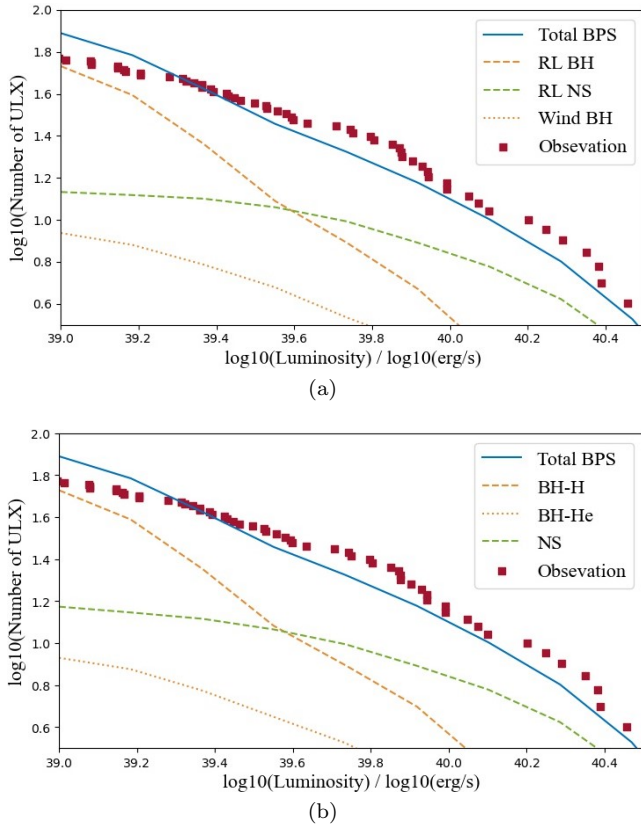 2.0
1.8
1.6
1.4
1.2
1.0
0.8
0.6
log10(Number of ULX)
Total BPS
RL BH
RL NS
Wind BH
Obsevation
39.0 39.2 39.4 39.6 39.8 40.0 40.2 40.4
log10(Luminosity) / log10(erg/s)
(a)
2.0
1.8
1.6
1.4
1.2
1.0
0.8
0.6
log10(Number of ULX)
Total BPS
BH-H
BH-He
NS
Obsevation
39.0 39.2 39.4 39.6 39.8 40.0 40.2 40.4
log10(Luminosity) / log10(erg/s)
(b)